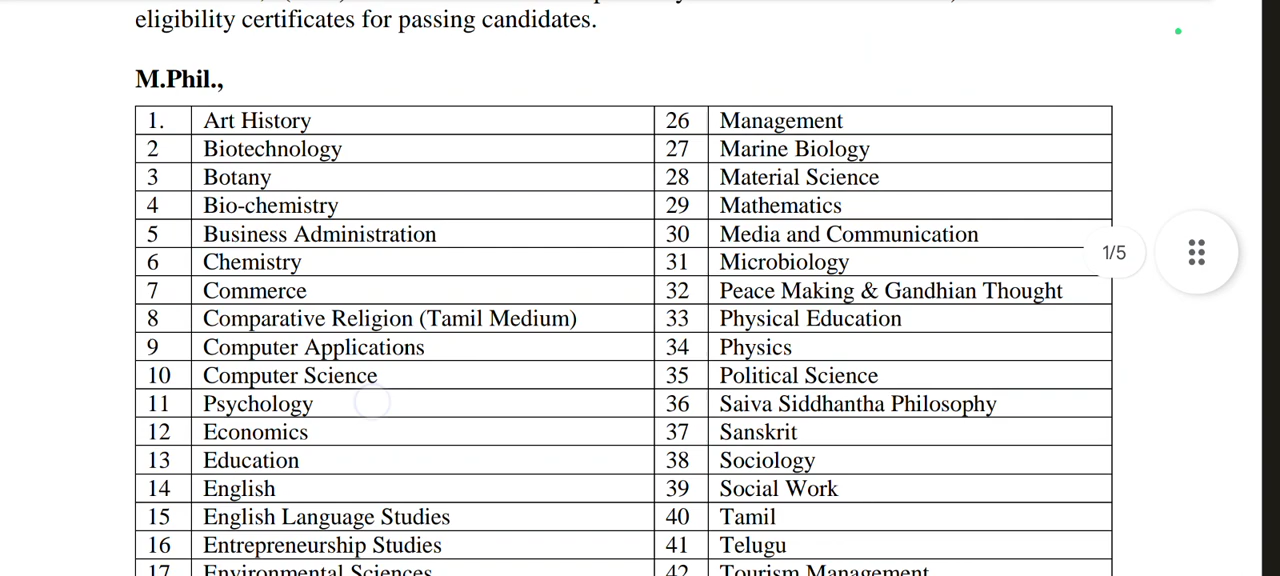 eligibility certificates for passing candidates.
M.Phil.,
1. Art History 26 Management
2 Biotechnology 27 Marine Biology
3 Botany 28 Material Science
4 Bio-chemistry 29 Mathematics
5 Business Administration 30 Media and Communication
6 Chemistry 31 Microbiology
1/5
7 Commerce 32 Peace Making & Gandhian Thought
8 Comparative Religion (Tamil Medium) 33 Physical Education
9 Computer Applications 34 Physics
10 Computer Science 35 Political Science
11 Psychology 36 Saiva Siddhantha Philosophy
12 Economics 37 Sanskrit
13 Education 38 Sociology
14 English 39 Social Work
15 English Language Studies 40 Tamil
16 Entrepreneurship Studies 41 Telugu
17 Environmental Sciences 42 Tourism Management